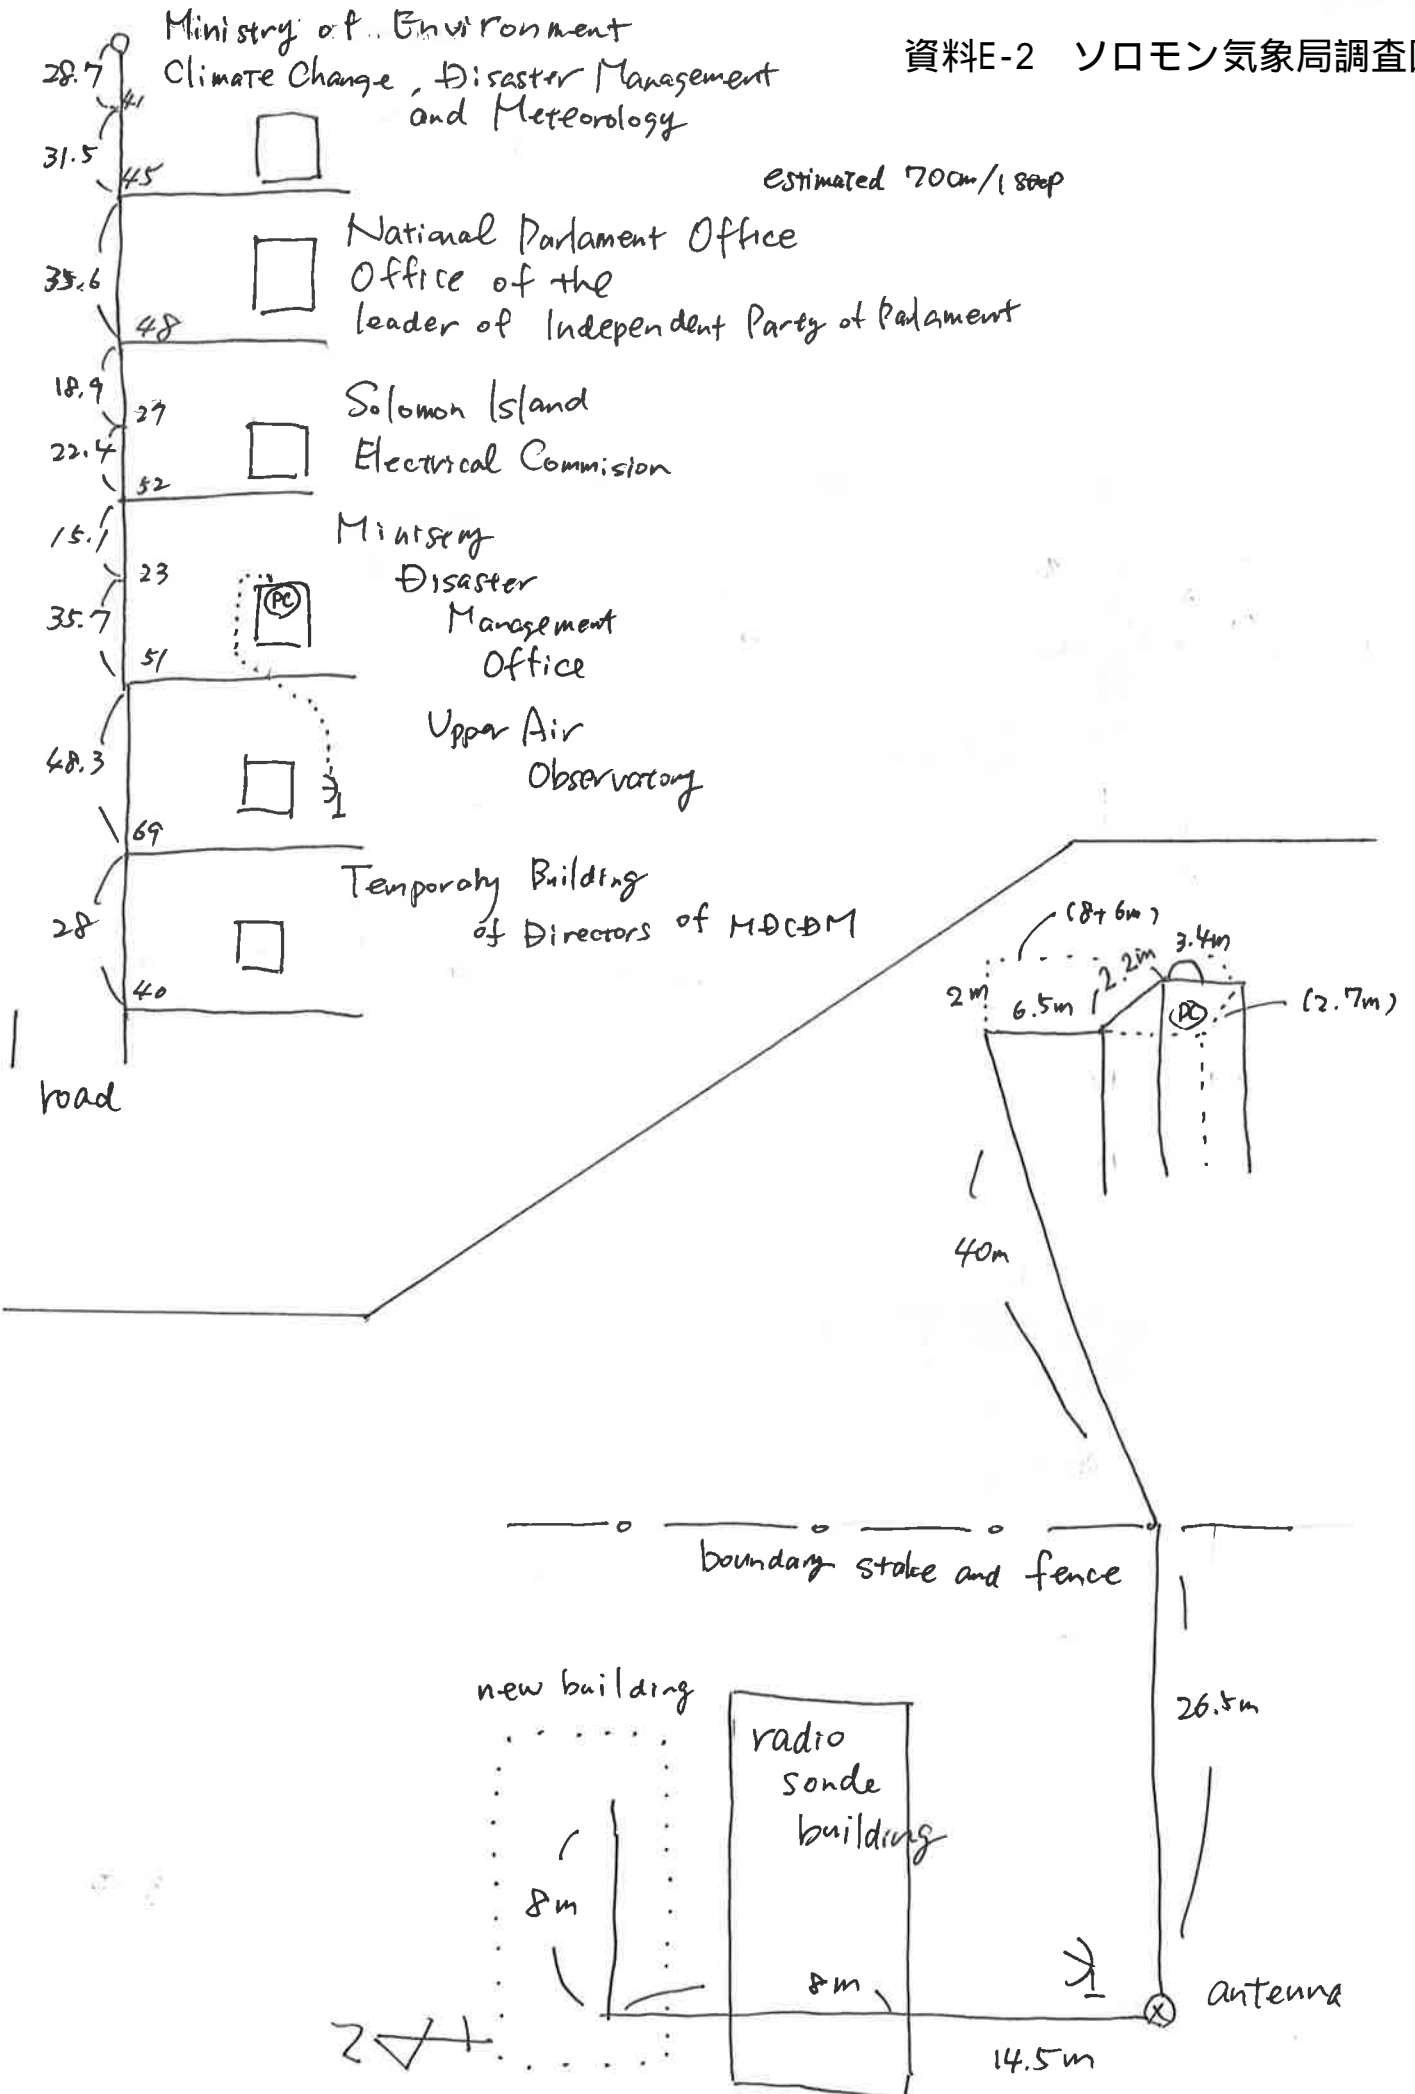 資料E-2 ソロモン気象局調査
Ministry of Environment
Climate Change, Disaster Management
and Meteorology
28.7
41
31.5
45
estimated 70cm/1 step
National Parlament Office
Office of the
leader of Independent Party of Parlament
35.6
48
18.9
27
Solomon Island
Electrical Commision
22.4
52
15.1
23
Ministry
Disaster
Management
Office
PC
35.7
51
Upper Air
Observatory
48.3
69
Temporaty Building
of Directors of MDCDM
28
40
road
(8+6m)
2m
6.5m
2.2m
3.4m
PC
(2.7m)
40m
boundary stake and fence
26.5m
new building
radio
sonde
building
8m
8m
14.5m
antenna